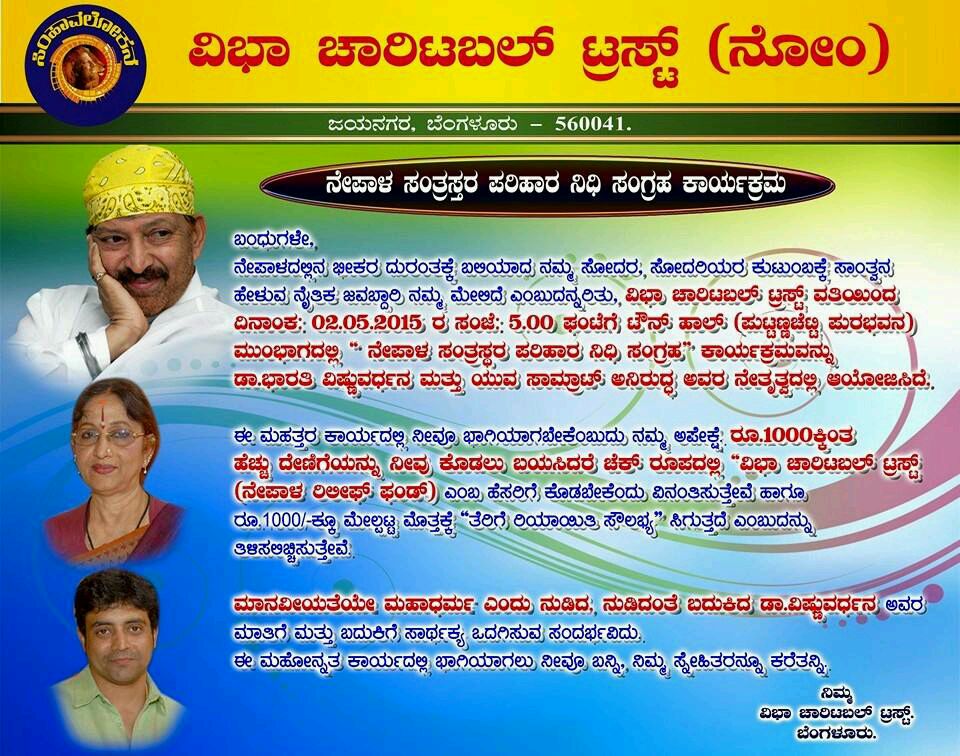 ಸಿಂಹಾವಲೋಕನ
ವಿಭಾ ಚಾರಿಟಬಲ್ ಟ್ರಸ್ಟ್ (ನೋಂ)
ಜಯನಗರ, ಬೆಂಗಳೂರು – 560041.
ನೇಪಾಳ ಸಂತ್ರಸ್ತರ ಪರಿಹಾರ ನಿಧಿ ಸಂಗ್ರಹ ಕಾರ್ಯಕ್ರಮ
ಬಂಧುಗಳೇ,
ನೇಪಾಳದಲ್ಲಿನ ಭೀಕರ ದುರಂತಕ್ಕೆ ಬಲಿಯಾದ ನಮ್ಮ ಸೋದರ, ಸೋದರಿಯರ ಕುಟುಂಬಕ್ಕೆ ಸಾಂತ್ವನ
ಹೇಳುವ ನೈತಿಕ ಜವಬ್ದಾರಿ ನಮ್ಮ ಮೇಲಿದೆ ಎಂಬುದನ್ನರಿತು, ವಿಭಾ ಚಾರಿಟಬಲ್ ಟ್ರಸ್ಟ್ ವತಿಯಿಂದ
ದಿನಾಂಕ: 02.05.2015 ರ ಸಂಜೆ: 5.00 ಘಂಟೆಗೆ ಟೌನ್ ಹಾಲ್ (ಪುಟ್ಟಣ್ಣಚೆಟ್ಟಿ ಪುರಭವನ)
ಮುಂಭಾಗದಲ್ಲಿ " ನೇಪಾಳ ಸಂತ್ರಸ್ಥರ ಪರಿಹಾರ ನಿಧಿ ಸಂಗ್ರಹ" ಕಾರ್ಯಕ್ರಮವನ್ನು
ಡಾ.ಭಾರತಿ ವಿಷ್ಣುವರ್ಧನ ಮತ್ತು ಯುವ ಸಾಮ್ರಾಟ್ ಅನಿರುದ್ಧ ಅವರ ನೇತೃತ್ವದಲ್ಲಿ ಆಯೋಜಿಸಿದೆ.
ಈ ಮಹತ್ತರ ಕಾರ್ಯದಲ್ಲಿ ನೀವೂ ಭಾಗಿಯಾಗಬೇಕೆಂಬುದು ನಮ್ಮ ಅಪೇಕ್ಷೆ. ರೂ.1000ಕ್ಕಿಂತ
ಹೆಚ್ಚು ದೇಣಿಗೆಯನ್ನು ನೀವು ಕೊಡಲು ಬಯಸಿದರೆ ಚೆಕ್ ರೂಪದಲ್ಲಿ "ವಿಭಾ ಚಾರಿಟಬಲ್ ಟ್ರಸ್ಟ್
(ನೇಪಾಳ ರಿಲೀಫ್ ಫಂಡ್) ಎಂಬ ಹೆಸರಿಗೆ ಕೊಡಬೇಕೆಂದು ವಿನಂತಿಸುತ್ತೇವೆ ಹಾಗೂ
ರೂ.1000/-ಕ್ಕೂ ಮೇಲ್ಪಟ್ಟ ಮೊತ್ತಕ್ಕೆ "ತೆರಿಗೆ ರಿಯಾಯಿತಿ ಸೌಲಭ್ಯ" ಸಿಗುತ್ತದೆ ಎಂಬುದನ್ನು
ತಿಳಿಸಲಿಚ್ಚಿಸುತ್ತೇವೆ.
ಮಾನವೀಯತೆಯೇ ಮಹಾಧರ್ಮ ಎಂದು ನುಡಿದ, ನುಡಿದಂತೆ ಬದುಕಿದ ಡಾ.ವಿಷ್ಣುವರ್ಧನ ಅವರ
ಮಾತಿಗೆ ಮತ್ತು ಬದುಕಿಗೆ ಸಾರ್ಥಕ್ಯ ಒದಗಿಸುವ ಸಂದರ್ಭವಿದು.
ಈ ಮಹೋನ್ನತ ಕಾರ್ಯದಲ್ಲಿ ಭಾಗಿಯಾಗಲು ನೀವೂ ಬನ್ನಿ, ನಿಮ್ಮ ಸ್ನೇಹಿತರನ್ನೂ ಕರೆತನ್ನಿ.
ನಿಮ್ಮ
ವಿಭಾ ಚಾರಿಟಬಲ್ ಟ್ರಸ್ಟ್.
ಬೆಂಗಳೂರು.